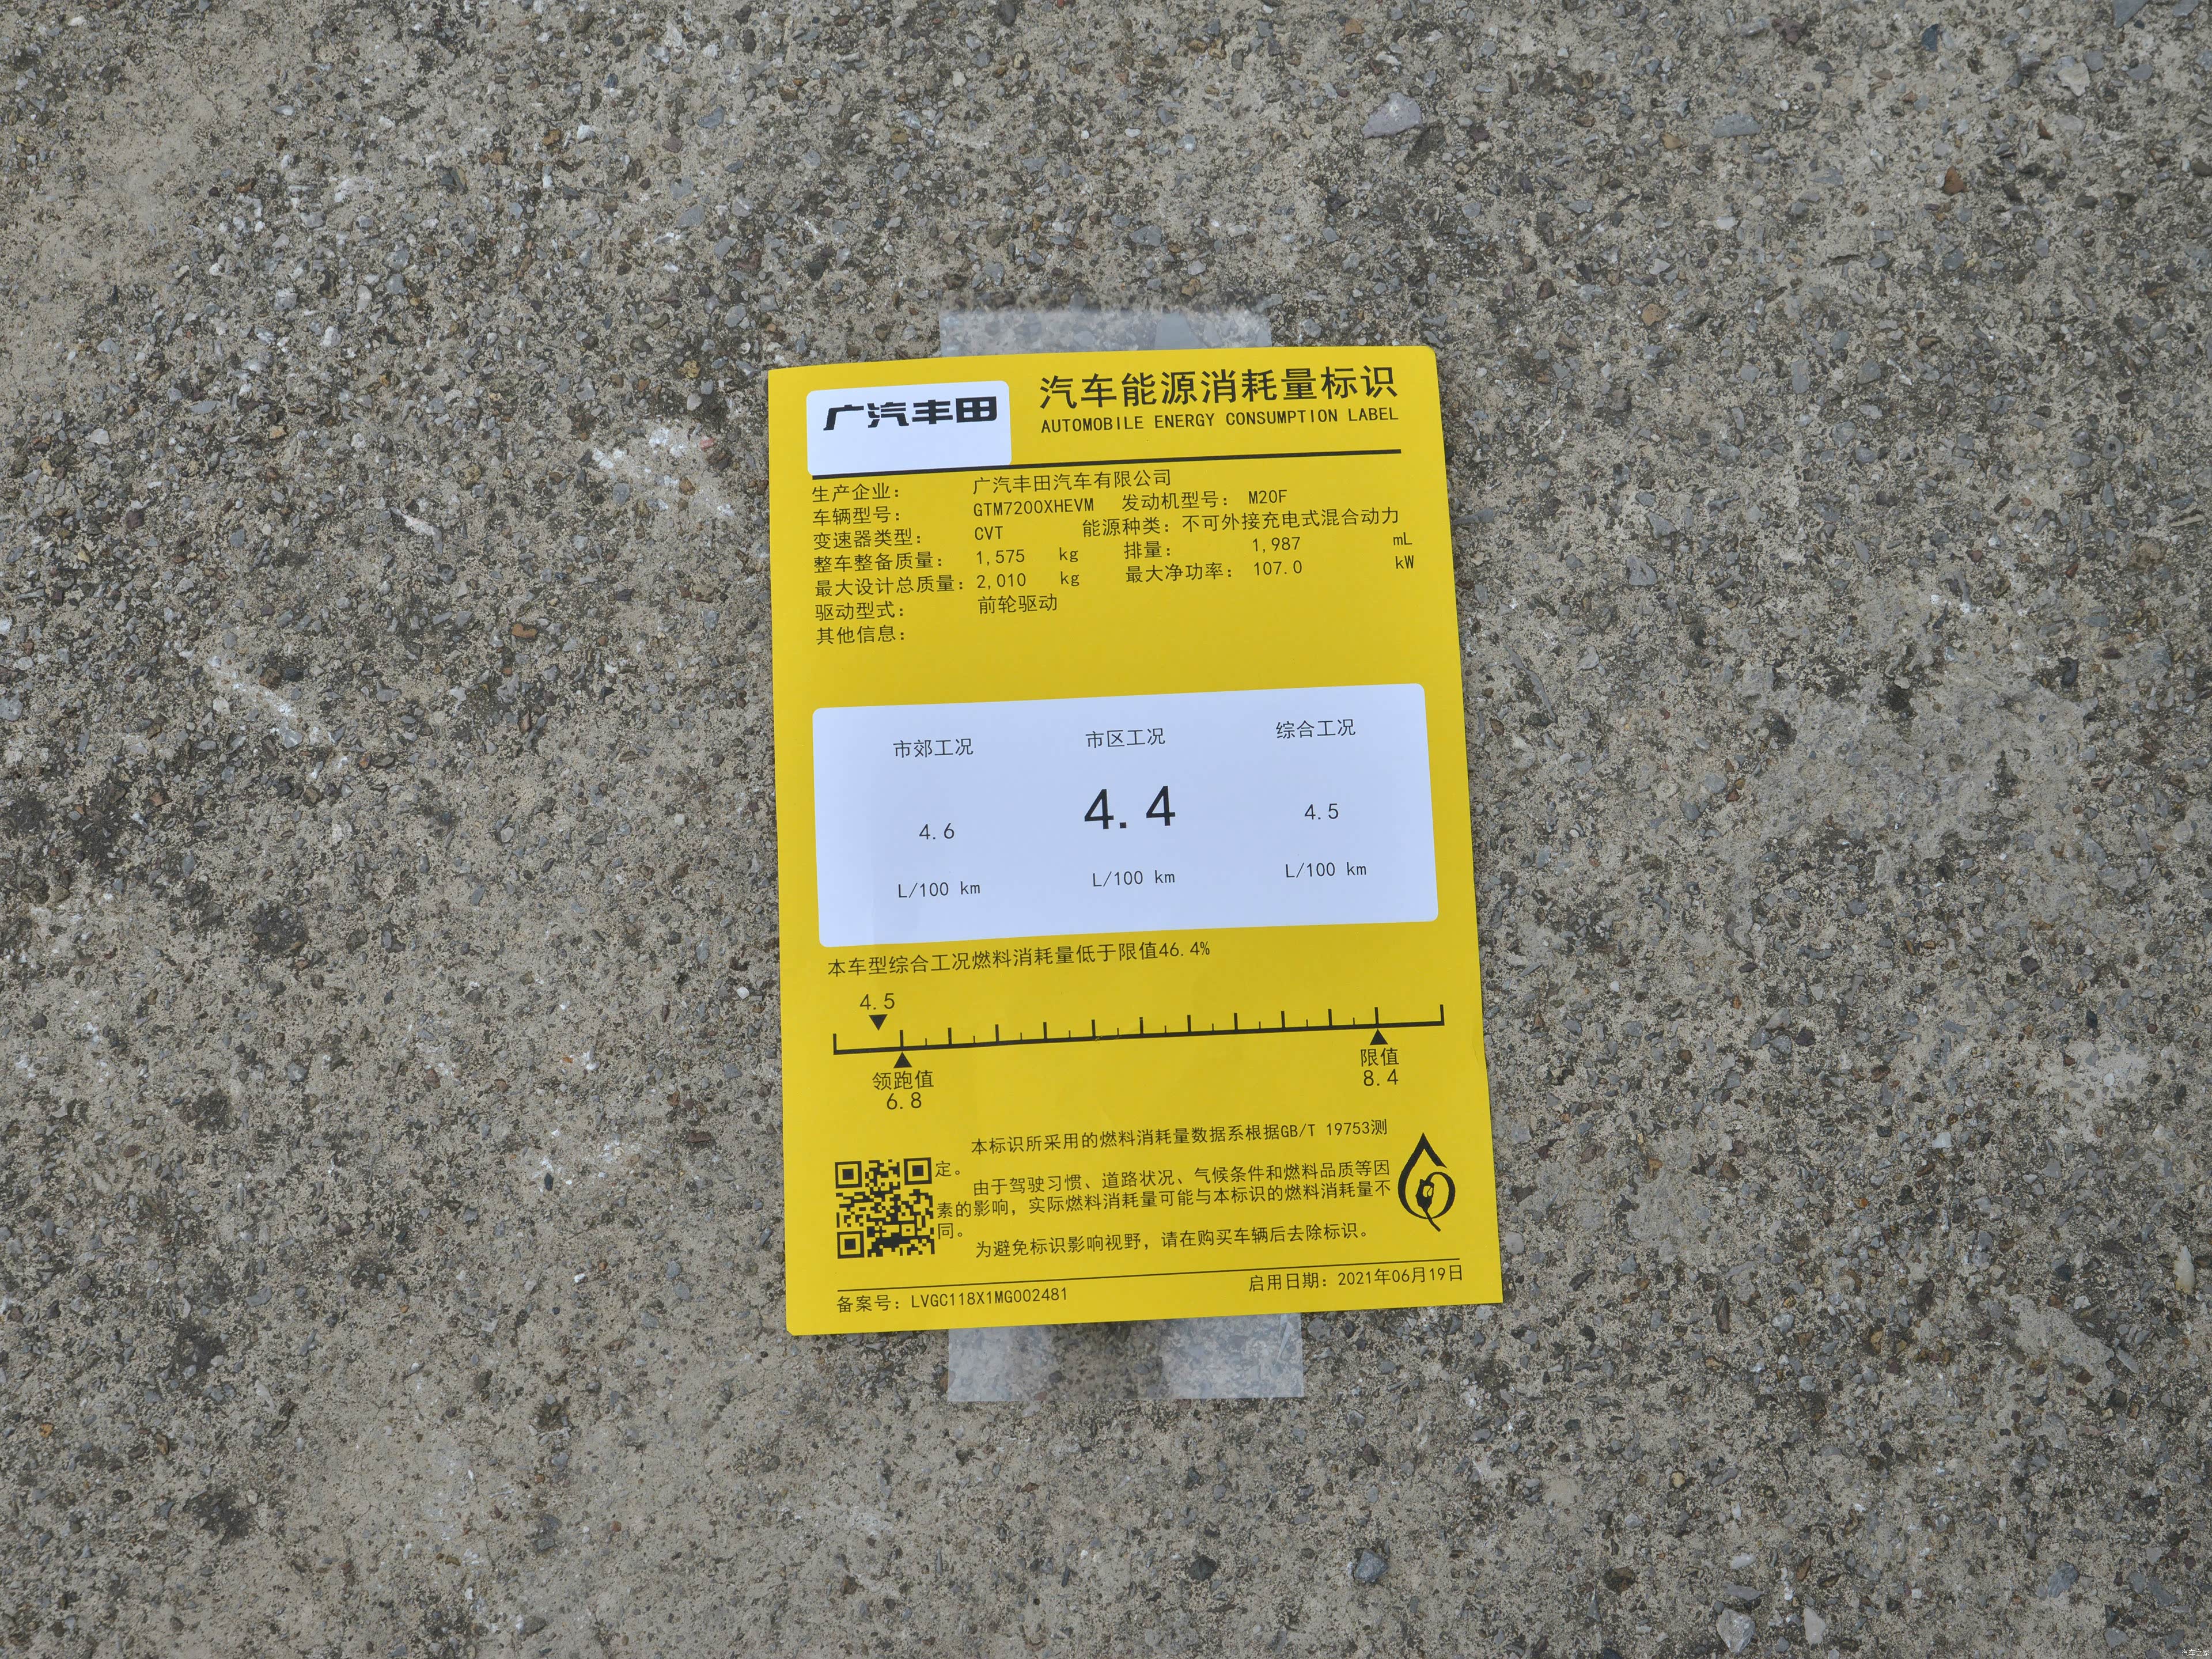 广汽丰田
汽车能源消耗量标识
AUTOMOBILE ENERGY CONSUMPTION LABEL
生产企业： 广汽丰田汽车有限公司
车辆型号： GTM7200XHEVM 发动机型号： M20F
变速器类型： CVT 能源种类：不可外接充电式混合动力
整车整备质量： 1,575 kg 排量： 1,987 mL
最大设计总质量：2,010 kg 最大净功率： 107.0 kW
驱动型式： 前轮驱动
其他信息：
市郊工况 市区工况 综合工况
4.6 4.4 4.5
L/100 km L/100 km L/100 km
本车型综合工况燃料消耗量低于限值46.4%
4.5
领跑值 限值
6.8 8.4
本标识所采用的燃料消耗量数据系根据GB/T 19753测
定。
由于驾驶习惯、道路状况、气候条件和燃料品质等因
素的影响，实际燃料消耗量可能与本标识的燃料消耗量不
同。
为避免标识影响视野，请在购买车辆后去除标识。
备案号：LVGC118X1MG002481 启用日期：2021年06月19日
汽车之家